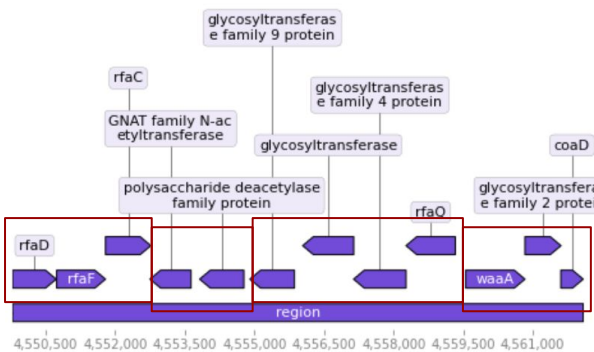 glycosyltransferas
e family 9 protein
rfaC
glycosyltransferas
e family 4 protein
GNAT family N-ac
etyltransferase
glycosyltransferase
coaD
polysaccharide deacetylase
family protein
glycosyltransfera
e family 2 protei
rfaQ
rfaD
rfaF
waaA
region
4,550,500 4,552,000 4,553,500 4,555,000 4,556,500 4,558,000 4,559,500 4,561,000